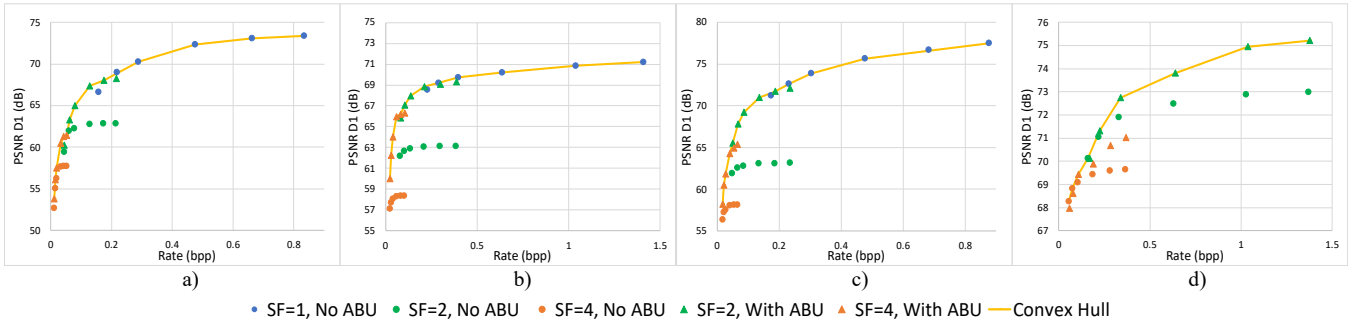 PSNR D1 (dB)
75
70
65
60
55
50
0
0.2
0.4
0.6
0.8
Rate (bpp)
a)
PSNR D1 (dB)
75
73
71
69
67
65
63
61
59
57
55
0
0.5
1
1.5
Rate (bpp)
b)
PSNR D1 (dB)
80
75
70
65
60
55
0
0.2
0.4
0.6
0.8
Rate (bpp)
c)
PSNR D1 (dB)
76
75
74
73
72
71
70
69
68
67
0
0.5
1
1.5
Rate (bpp)
d)
SF=1, No ABU
SF=2, No ABU
SF=4, No ABU
SF=2, With ABU
SF=4, With ABU
Convex Hull